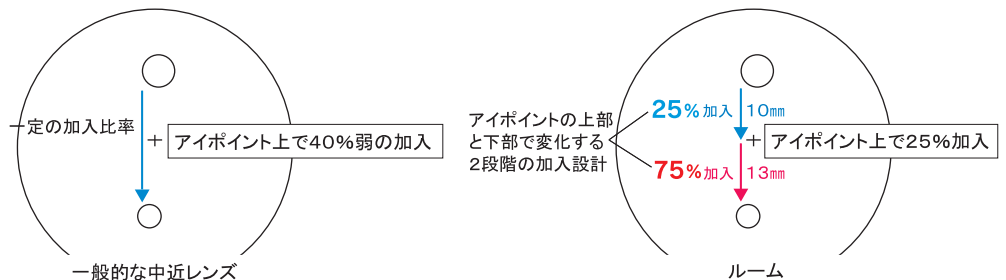 一定の加入比率
アイポイント上で40%弱の加入
一般的な中近レンズ
アイポイントの上部
と下部で変化する
2段階の加入設計
25%加入
10㎜
アイポイント上で25%加入
75%加入
13㎜
ルーム